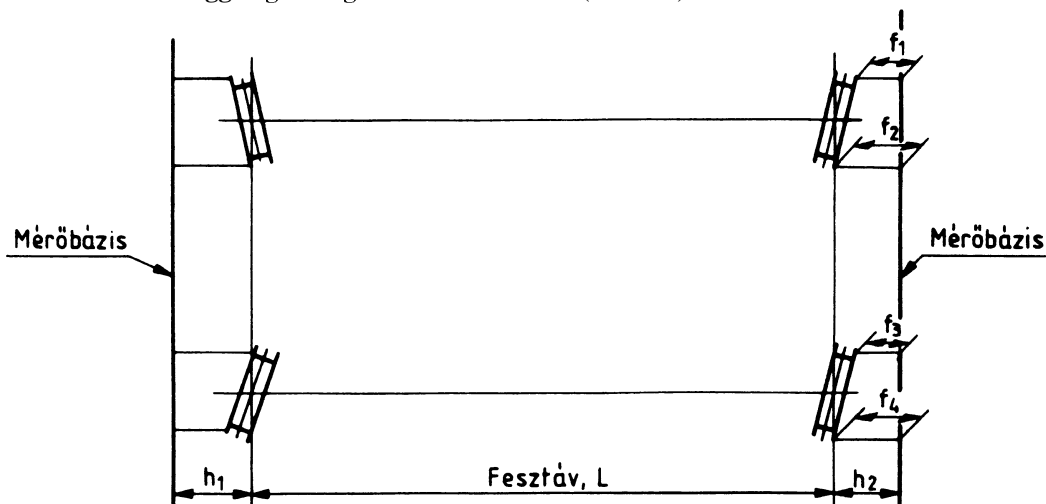 f₁
f₂
Mérőbázis
Mérőbázis
f₃
f₄
h₁
Fesztáv, L
h₂